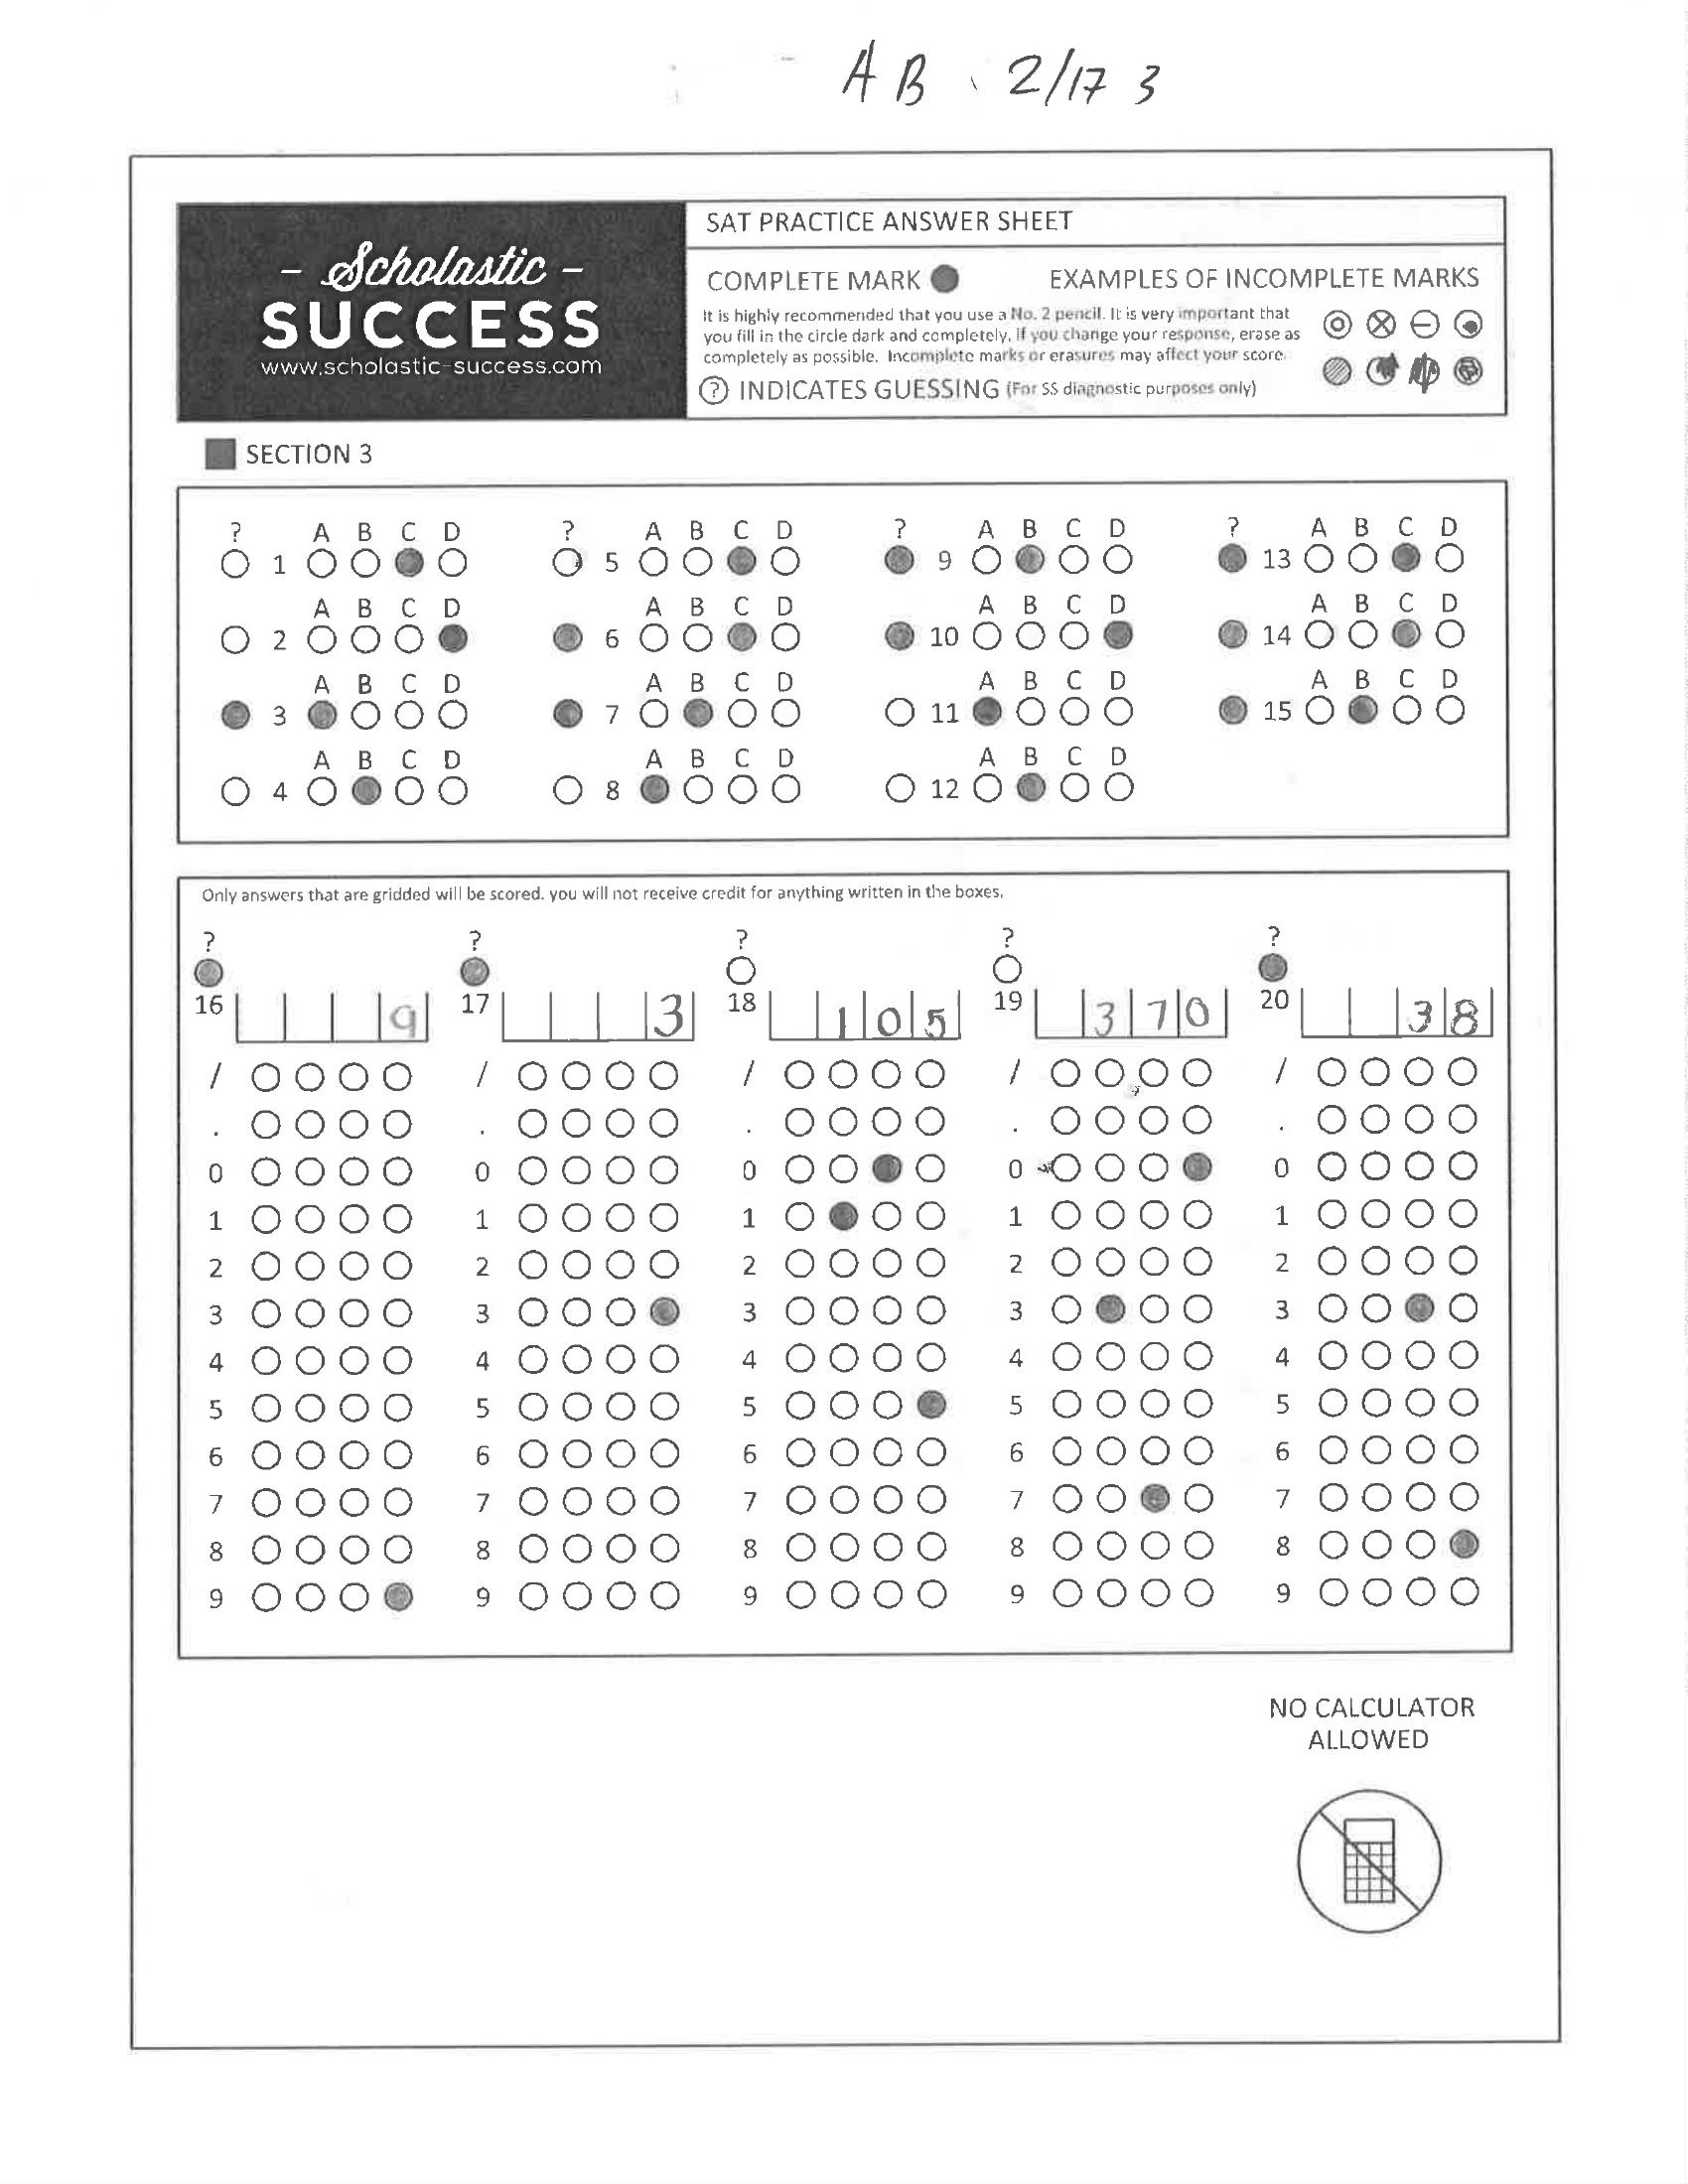 A B 2/17 3
- Scholastic -
SUCCESS
www.scholastic-success.com
SAT PRACTICE ANSWER SHEET
COMPLETE MARK EXAMPLES OF INCOMPLETE MARKS
It is highly recommended that you use a No. 2 pencil. It is very important that
you fill in the circle dark and completely. If you change your response, erase as
completely as possible. Incomplete marks or erasures may affect your score.
? INDICATES GUESSING (For SS diagnostic purposes only)
SECTION 3
? A B C D ? A B C D ? A B C D ? A B C D
1 5 9 13
A B C D A B C D A B C D A B C D
2 6 10 14
A B C D A B C D A B C D A B C D
3 7 11 15
A B C D A B C D A B C D
4 8 12
Only answers that are gridded will be scored. you will not receive credit for anything written in the boxes.
? ? ? ? ?
16 9 17 3 18 105 19 370 20 38
/ / / / /
. . . . .
0 0 0 0 0
1 1 1 1 1
2 2 2 2 2
3 3 3 3 3
4 4 4 4 4
5 5 5 5 5
6 6 6 6 6
7 7 7 7 7
8 8 8 8 8
9 9 9 9 9
NO CALCULATOR
ALLOWED